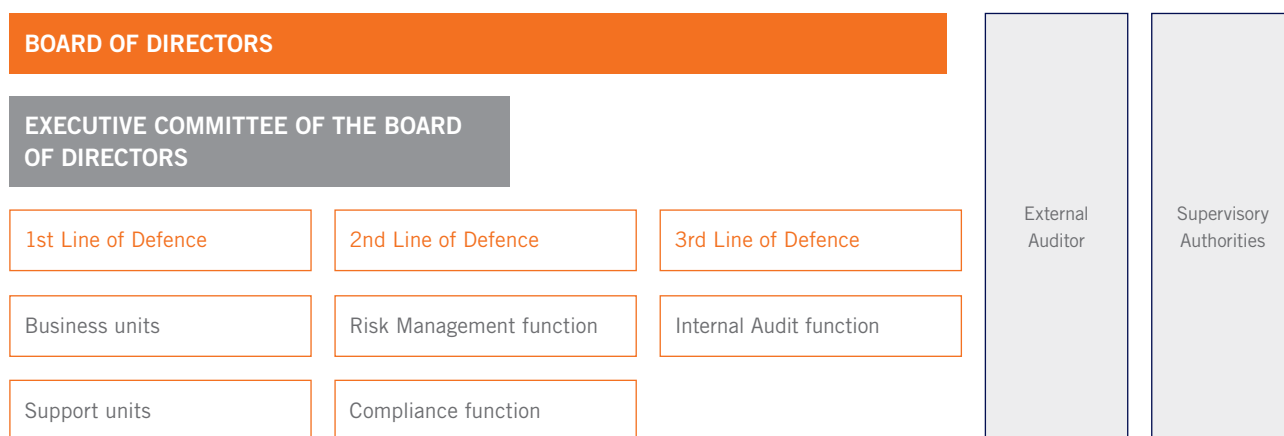 BOARD OF DIRECTORS
EXECUTIVE COMMITTEE OF THE BOARD
OF DIRECTORS
1st Line of Defence
2nd Line of Defence
3rd Line of Defence
Business units
Risk Management function
Internal Audit function
Support units
Compliance function
External
Auditor
Supervisory
Authorities